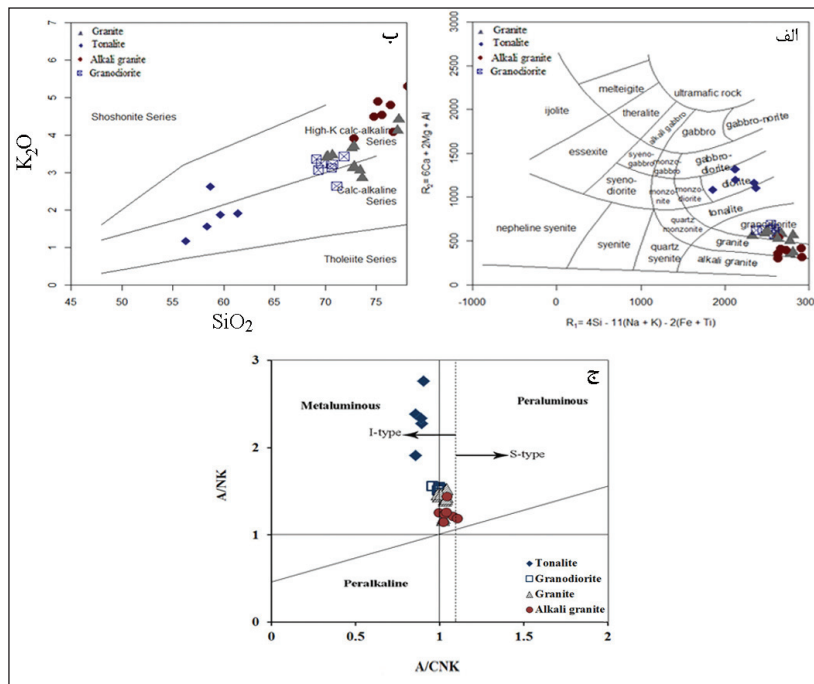 ب
Granite
Tonalite
Alkali granite
Granodiorite
7
6
5
4
3
2
1
0
K₂O
Shoshonite Series
High-K calc-alkaline
Series
Calc-alkaline
Series
Tholeiite Series
45
50
55
60
65
70
75
SiO₂
الف
Granite
Tonalite
Alkali granite
Granodiorite
3000
2500
2000
1500
1000
500
0
R₂= 6Ca + 2Mg + Al
melteigite
ultramafic rock
ijolite
theralite
alkali gabbro
gabbro
gabbro-norite
essexite
syeno-
gabbro
monzo-
gabbro
gabbro-
diorite
syeno-
diorite
monzo-
nite
monzo-
diorite
diorite
nepheline syenite
quartz
monzonite
tonalite
granodiorite
syenite
quartz
syenite
granite
alkali granite
-1000
0
1000
2000
300
R₁= 4Si - 11(Na + K) - 2(Fe + Ti)
ج
3
2
1
0
A/NK
Metaluminous
Peraluminous
I-type
S-type
Peralkaline
Tonalite
Granodiorite
Granite
Alkali granite
0
0.5
1
1.5
2
A/CNK